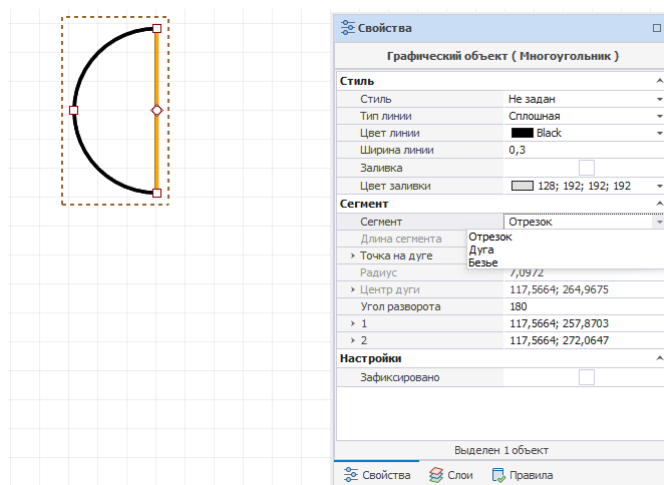 Свойства
Графический объект ( Многоугольник )
Стиль
Стиль Не задан
Тип линии Сплошная
Цвет линии Black
Ширина линии 0,3
Заливка
Цвет заливки 128; 192; 192; 192
Сегмент
Сегмент Отрезок
Длина сегмента Отрезок
Дуга
Безье
Точка на дуге
Радиус 7,0972
Центр дуги 117,5664; 264,9675
Угол разворота 180
1 117,5664; 257,8703
2 117,5664; 272,0647
Настройки
Зафиксировано
Выделен 1 объект
Свойства Слои Правила